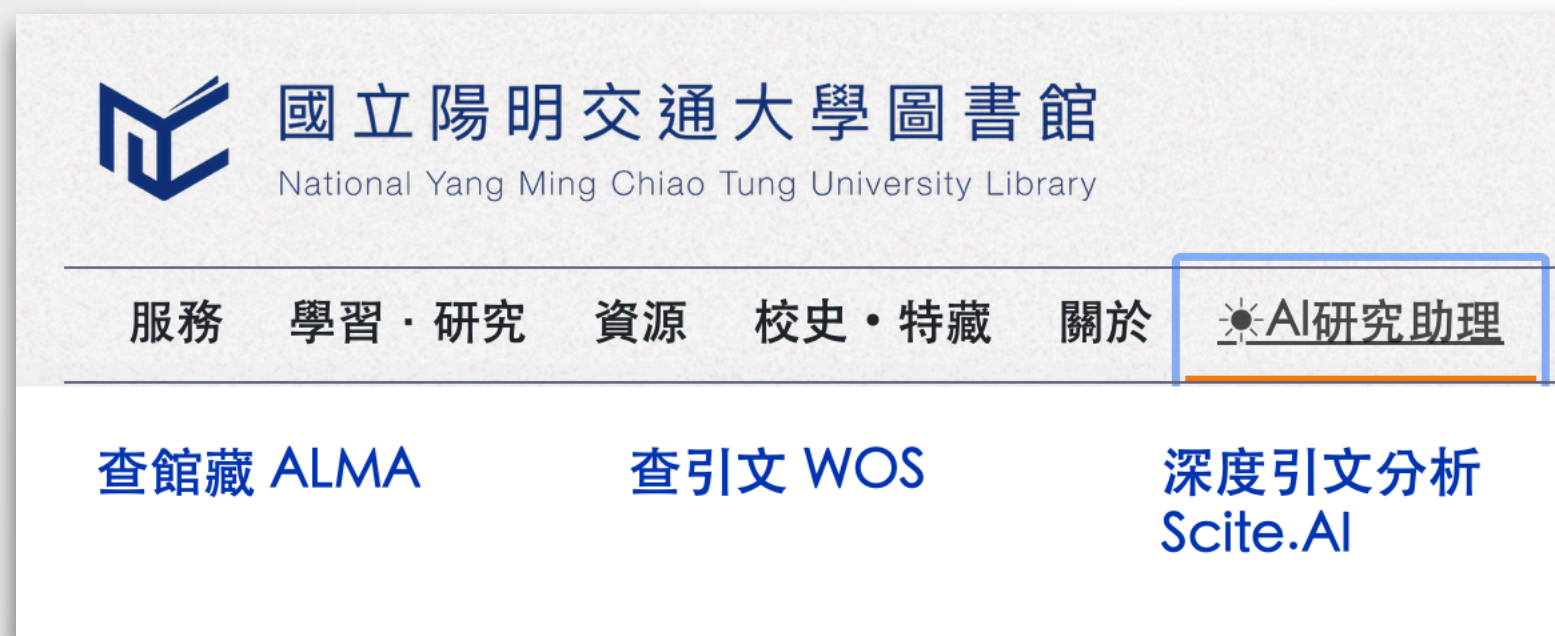 國立陽明交通大學圖書館
National Yang Ming Chiao Tung University Library
服務 學習．研究 資源 校史・特藏 關於 ☀AI研究助理
查館藏 ALMA 查引文 WOS 深度引文分析
Scite.AI